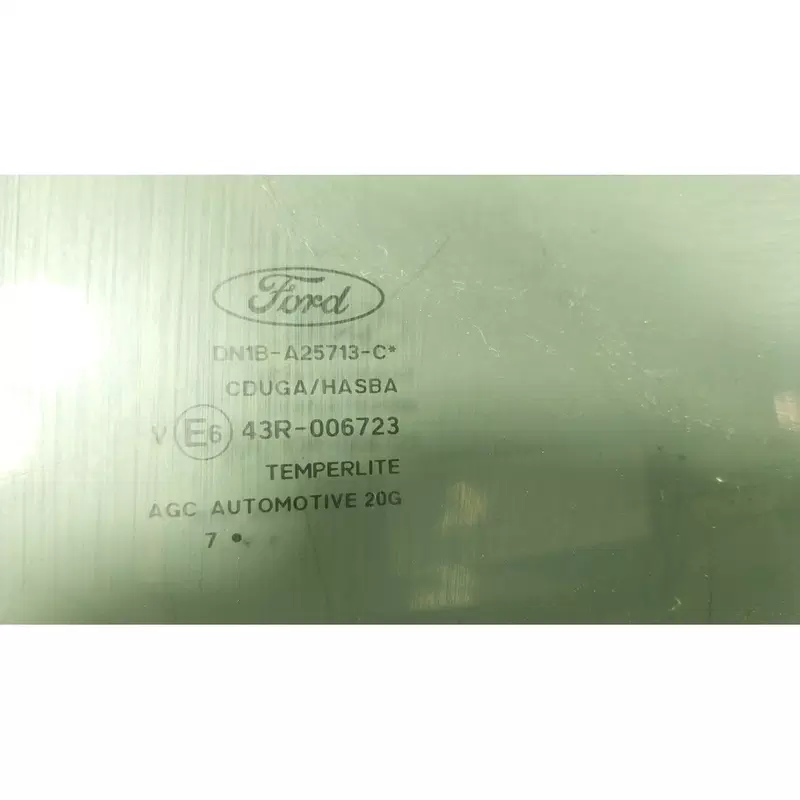 Ford
DN1B-A25713-C*
CDUGA/HASBA
V E6 43R-006723
TEMPERLITE
AGC AUTOMOTIVE 20G
7 •